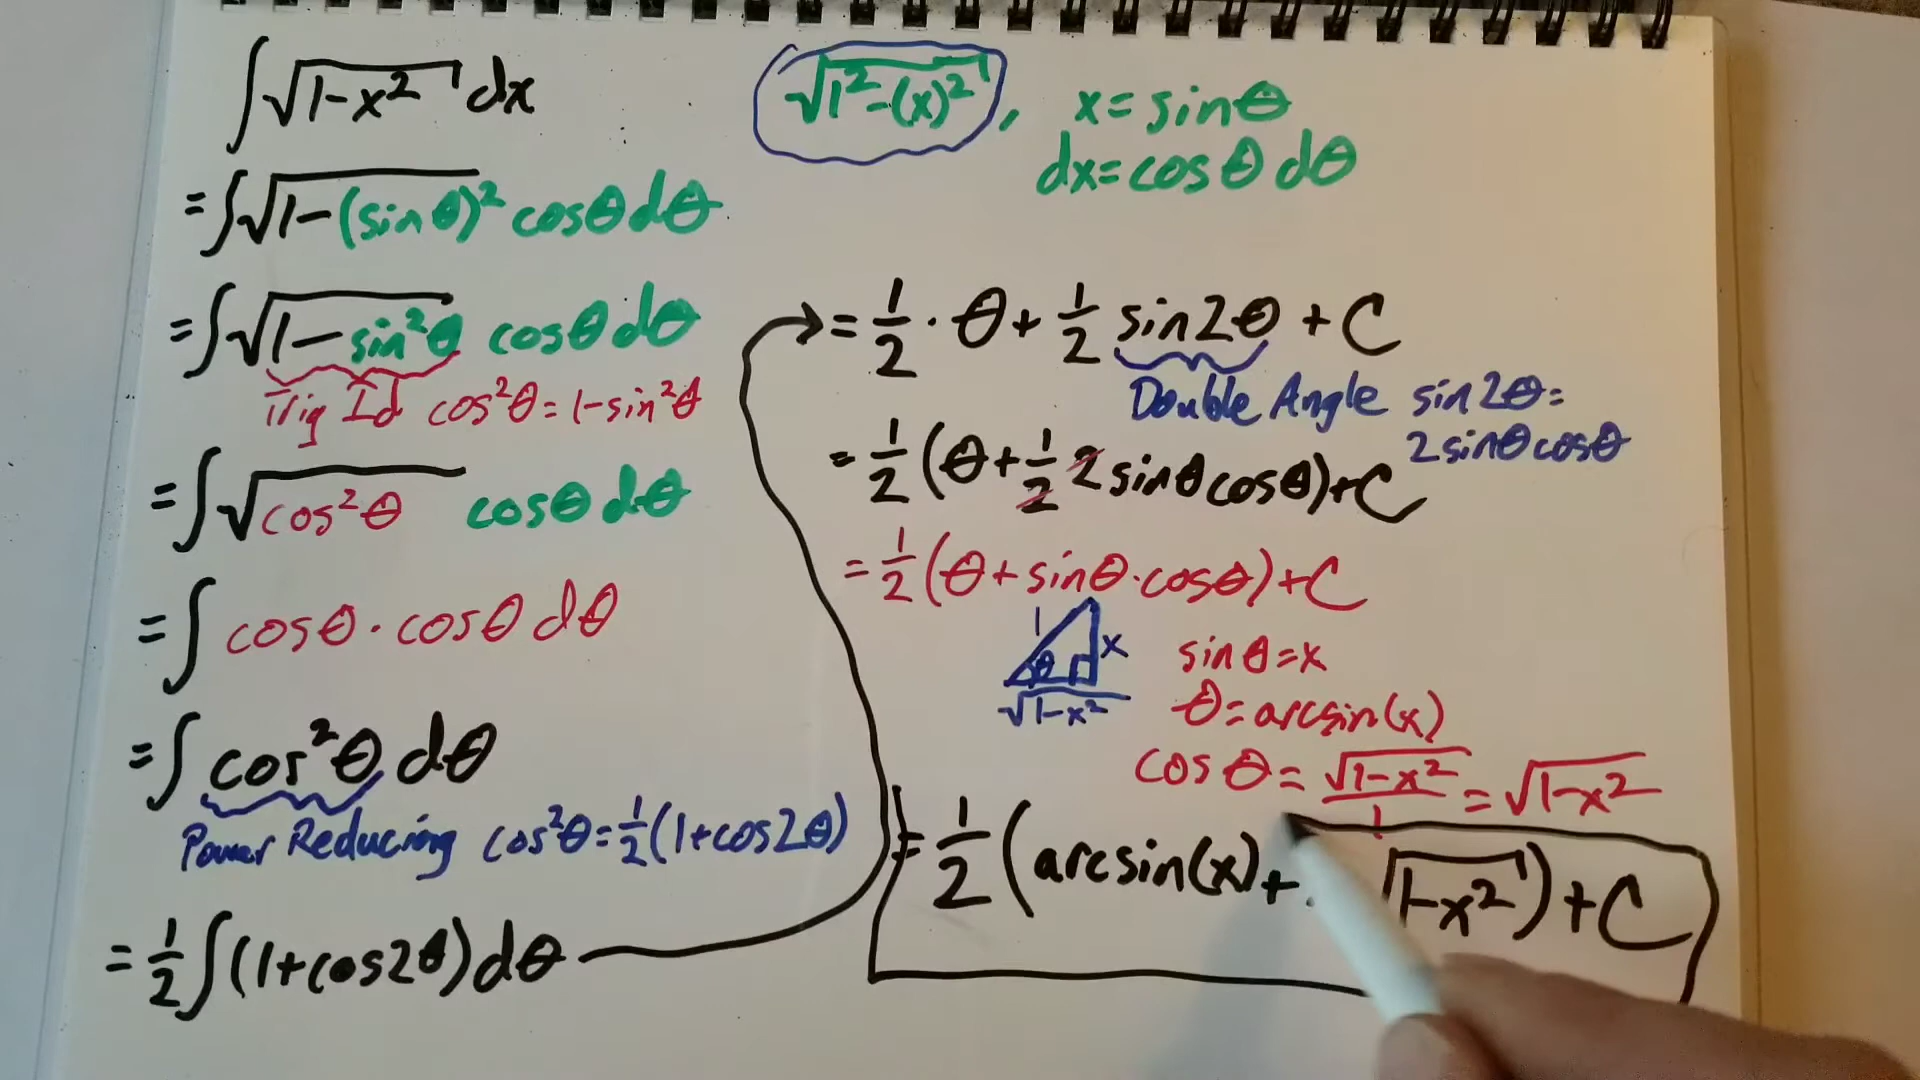 ∫√(1-x²) dx
√(1²-(x)²), x=sinθ
dx=cosθ dθ
=∫√(1-(sinθ)²) cosθ dθ
=∫√(1-sin²θ) cosθ dθ
Trig Id cos²θ=1-sin²θ
=∫√(cos²θ) cosθ dθ
=∫cosθ·cosθ dθ
=∫cos²θ dθ
Power Reducing cos²θ=½(1+cos2θ)
=½∫(1+cos2θ)dθ
=½·θ+½ sin2θ+C
Double Angle sin2θ=
2sinθcosθ
=½(θ+½ 2sinθcosθ)+C
=½(θ+sinθ·cosθ)+C
1
θ
x
√(1-x²)
sinθ=x
θ=arcsin(x)
cosθ=√(1-x²)/1=√(1-x²)
=½(arcsin(x)+ √(1-x²))+C